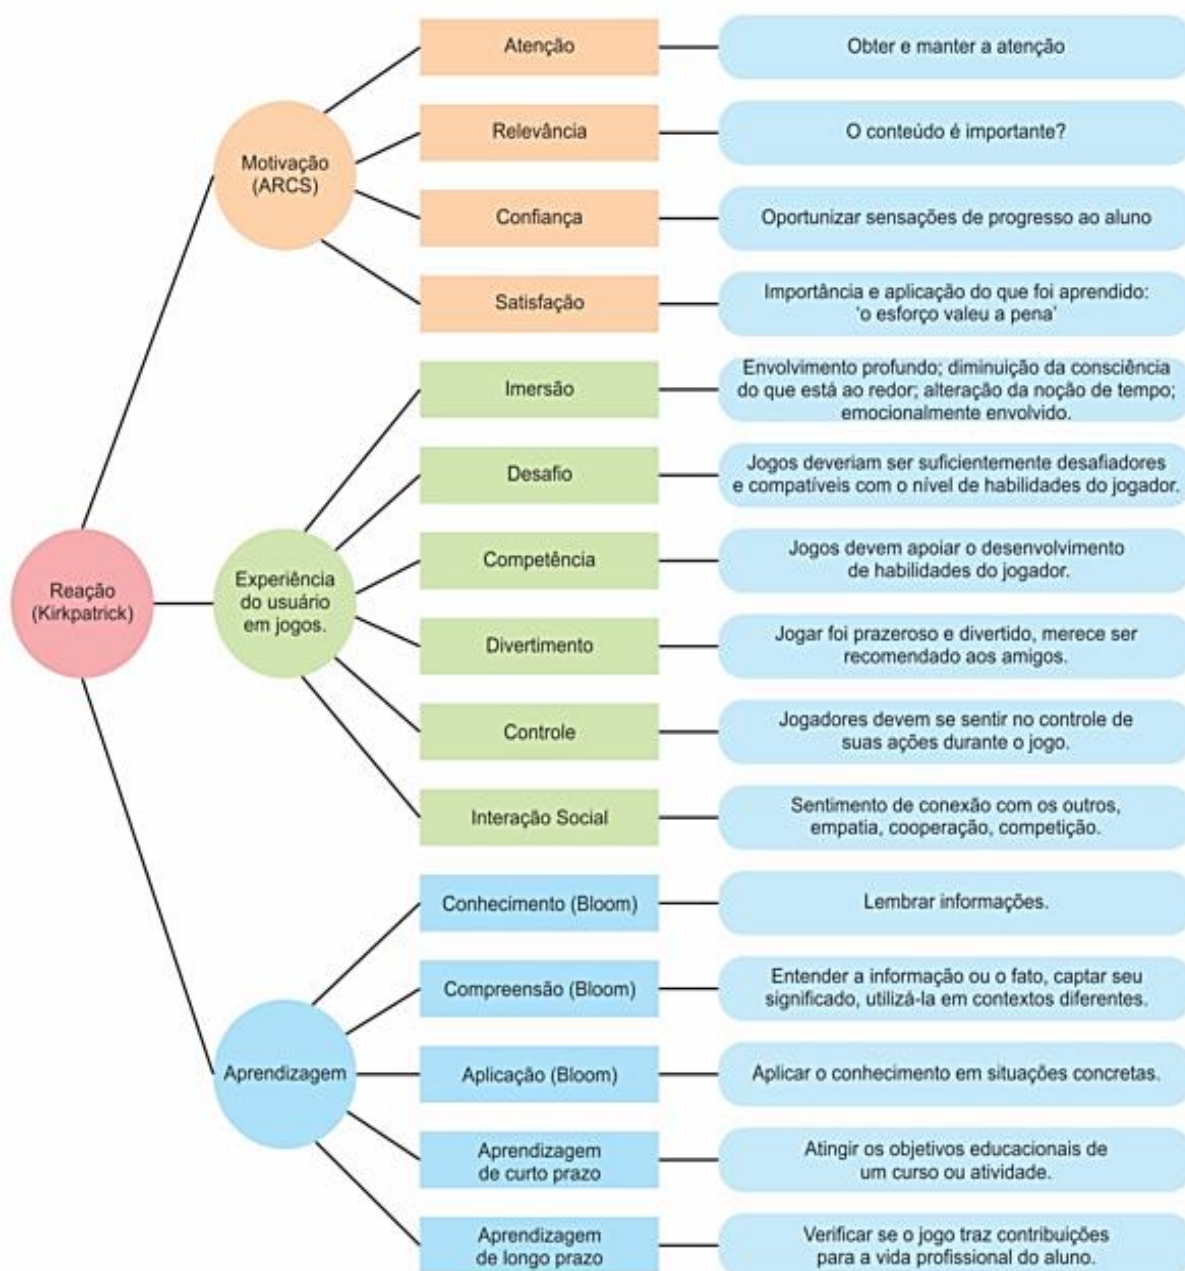 Atenção
Obter e manter a atenção
Relevância
O conteúdo é importante?
Motivação
(ARCS)
Confiança
Oportunizar sensações de progresso ao aluno
Satisfação
Importância e aplicação do que foi aprendido:
‘o esforço valeu a pena’
Imersão
Envolvimento profundo; diminuição da consciência
do que está ao redor; alteração da noção de tempo;
emocionalmente envolvido.
Desafio
Jogos deveriam ser suficientemente desafiadores
e compatíveis com o nível de habilidades do jogador.
Competência
Jogos devem apoiar o desenvolvimento
de habilidades do jogador.
Reação
(Kirkpatrick)
Experiência
do usuário
em jogos.
Divertimento
Jogar foi prazeroso e divertido, merece ser
recomendado aos amigos.
Controle
Jogadores devem se sentir no controle de
suas ações durante o jogo.
Interação Social
Sentimento de conexão com os outros,
empatia, cooperação, competição.
Conhecimento (Bloom)
Lembrar informações.
Compreensão (Bloom)
Entender a informação ou o fato, captar seu
significado, utilizá-la em contextos diferentes.
Aprendizagem
Aplicação (Bloom)
Aplicar o conhecimento em situações concretas.
Aprendizagem
de curto prazo
Atingir os objetivos educacionais de
um curso ou atividade.
Aprendizagem
de longo prazo
Verificar se o jogo traz contribuições
para a vida profissional do aluno.